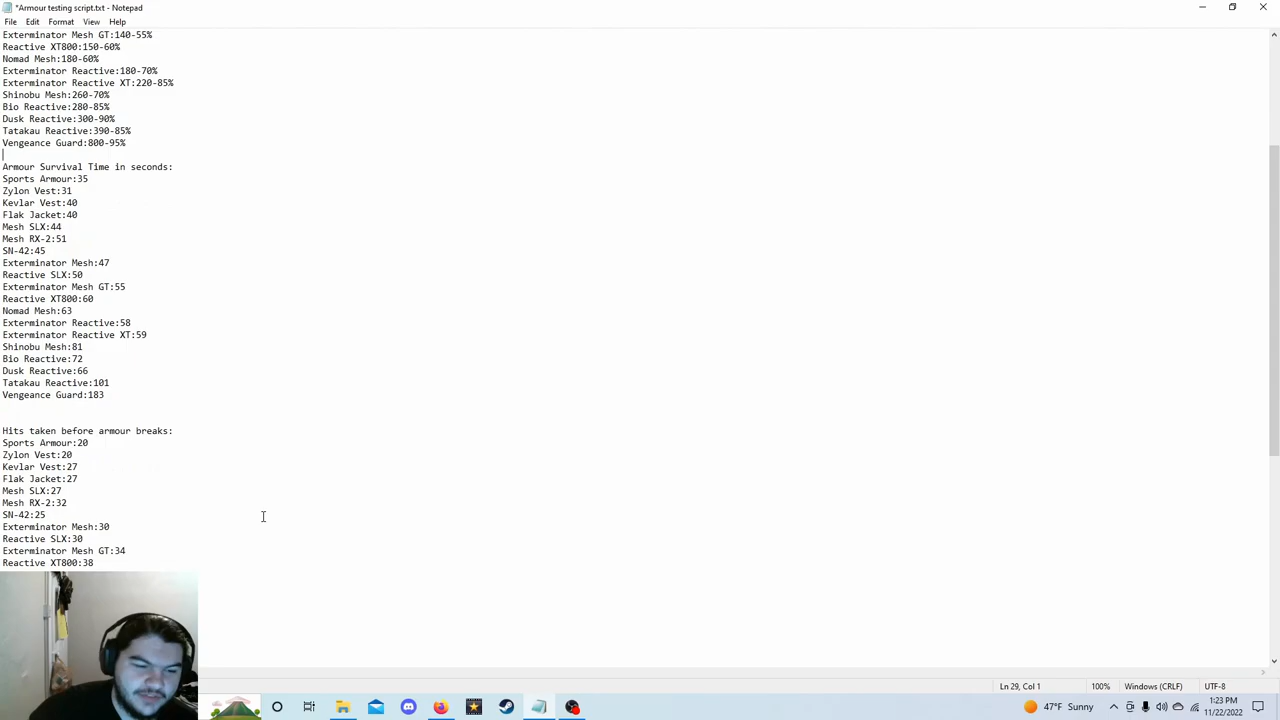 *Armour testing script.txt - Notepad
File Edit Format View Help
Exterminator Mesh GT:140-55%
Reactive XT800:150-60%
Nomad Mesh:180-60%
Exterminator Reactive:180-70%
Exterminator Reactive XT:220-85%
Shinobu Mesh:260-70%
Bio Reactive:280-85%
Dusk Reactive:300-90%
Tatakau Reactive:390-85%
Vengeance Guard:800-95%
Armour Survival Time in seconds:
Sports Armour:35
Zylon Vest:31
Kevlar Vest:40
Flak Jacket:40
Mesh SLX:44
Mesh RX-2:51
SN-42:45
Exterminator Mesh:47
Reactive SLX:50
Exterminator Mesh GT:55
Reactive XT800:60
Nomad Mesh:63
Exterminator Reactive:58
Exterminator Reactive XT:59
Shinobu Mesh:81
Bio Reactive:72
Dusk Reactive:66
Tatakau Reactive:101
Vengeance Guard:183
Hits taken before armour breaks:
Sports Armour:20
Zylon Vest:20
Kevlar Vest:27
Flak Jacket:27
Mesh SLX:27
Mesh RX-2:32
SN-42:25
Exterminator Mesh:30
Reactive SLX:30
Exterminator Mesh GT:34
Reactive XT800:38
Ln 29, Col 1 100% Windows (CRLF) UTF-8
47°F Sunny 1:23 PM
11/22/2022